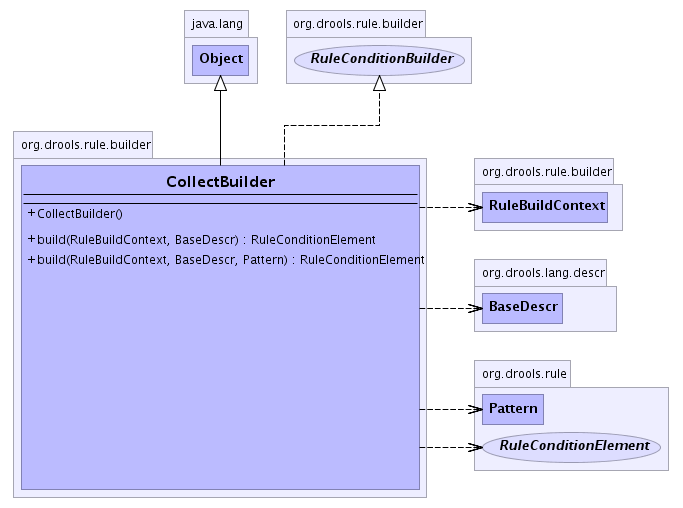 java.lang
Object
org.drools.rule.builder
RuleConditionBuilder
org.drools.rule.builder
CollectBuilder
+CollectBuilder()
+build(RuleBuildContext, BaseDescr) : RuleConditionElement
+build(RuleBuildContext, BaseDescr, Pattern) : RuleConditionElement
org.drools.rule.builder
RuleBuildContext
org.drools.lang.descr
BaseDescr
org.drools.rule
Pattern
RuleConditionElement